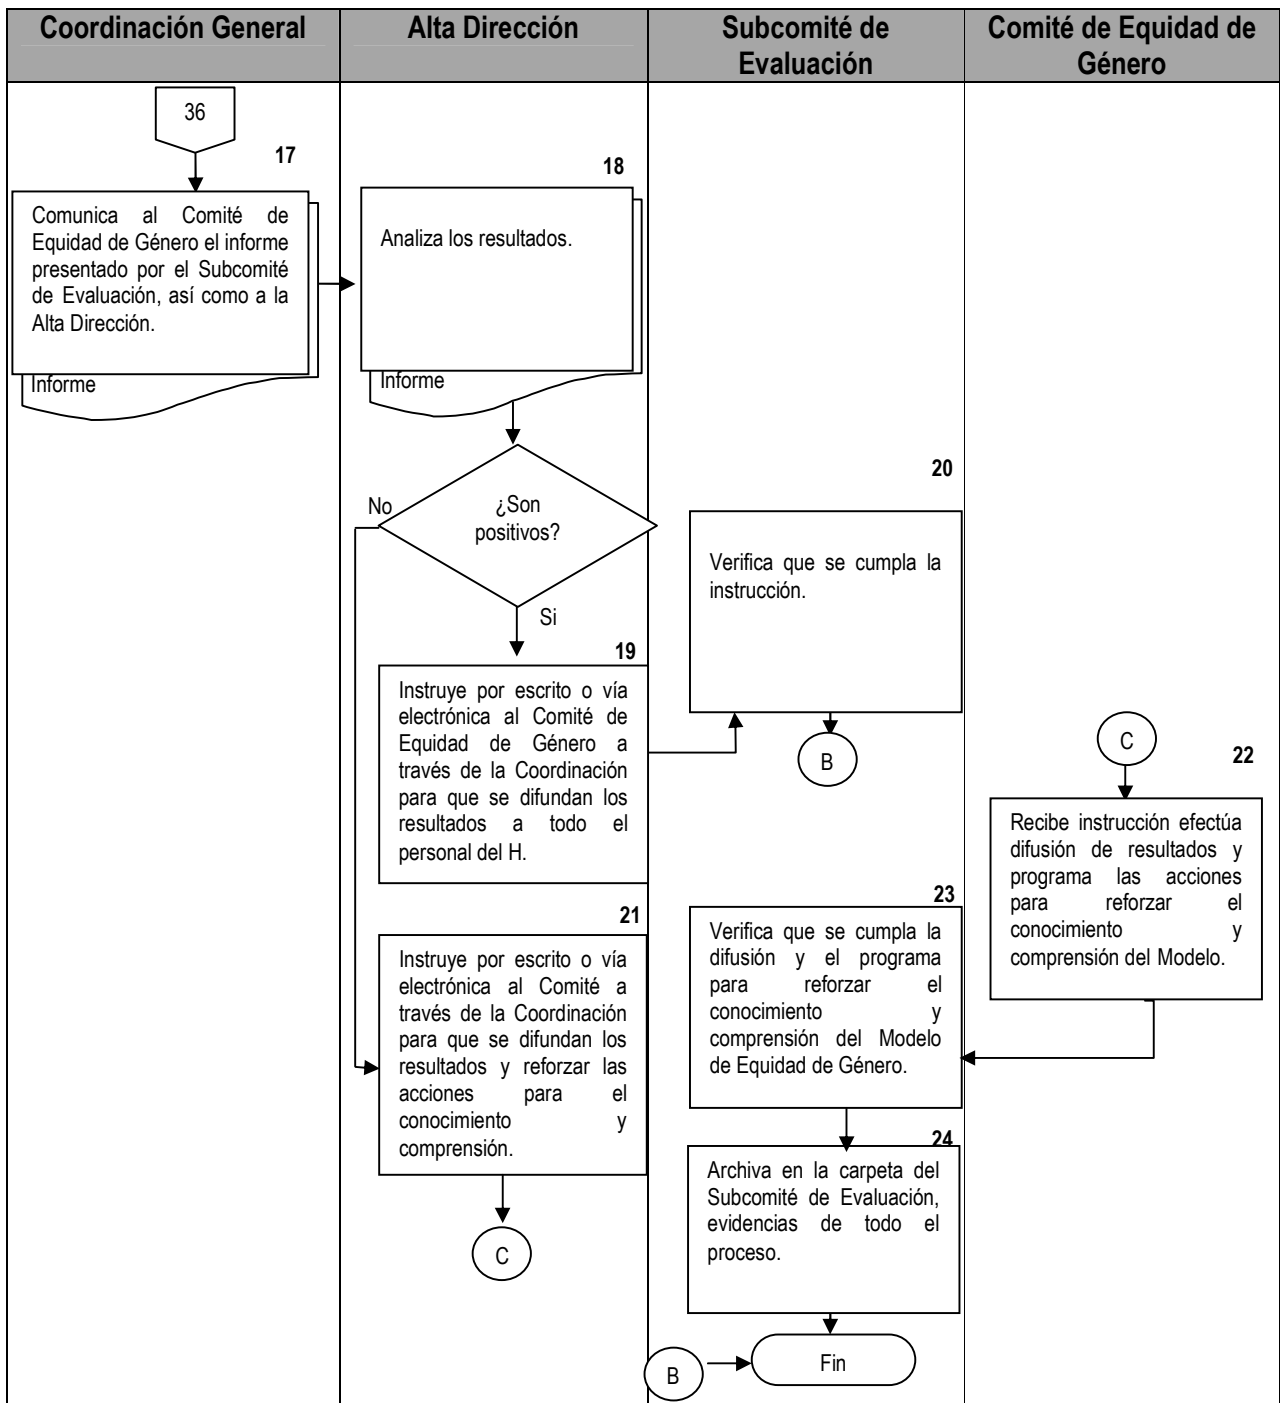 Coordinación General
Alta Dirección
Subcomité de
Evaluación
Comité de Equidad de
Género
36
17
Comunica al Comité de
Equidad de Género el informe
presentado por el Subcomité
de Evaluación, así como a la
Alta Dirección.
Informe
18
Analiza los resultados.
Informe
¿Son
positivos?
No
Si
19
Instruye por escrito o vía
electrónica al Comité de
Equidad de Género a
través de la Coordinación
para que se difundan los
resultados a todo el
personal del H.
20
Verifica que se cumpla la
instrucción.
B
21
Instruye por escrito o vía
electrónica al Comité a
través de la Coordinación
para que se difundan los
resultados y reforzar las
acciones para el
conocimiento y
comprensión.
C
C
22
Recibe instrucción efectúa
difusión de resultados y
programa las acciones
para reforzar el
conocimiento y
comprensión del Modelo.
23
Verifica que se cumpla la
difusión y el programa
para reforzar el
conocimiento y
comprensión del Modelo
de Equidad de Género.
24
Archiva en la carpeta del
Subcomité de Evaluación,
evidencias de todo el
proceso.
B
Fin